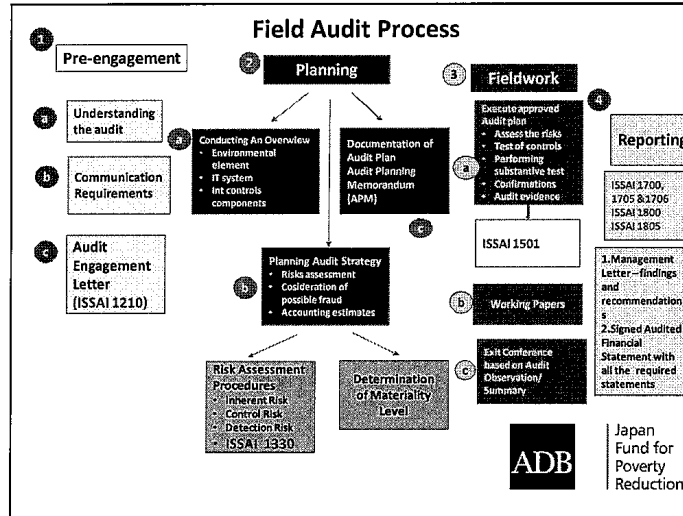 Field Audit Process
1
Pre-engagement
a
Understanding
the audit
b
Communication
Requirements
c
Audit
Engagement
Letter
(ISSAI 1210)
2
Planning
a
Conducting An Overview
• Environmental
element
• IT system
• Int controls
components
Documentation of
Audit Plan
Audit Planning
Memorandum
(APM)
c
b
Planning Audit Strategy
• Risks assessment
• Cosideration of
possible fraud
• Accounting estimates
Risk Assessment
Procedures
• Inherent Risk
• Control Risk
• Detection Risk
• ISSAI 1330
Determination
of Materiality
Level
3
Fieldwork
a
Execute approved
Audit plan
• Assess the risks
• Test of controls
• Performing
substantive test
• Confirmations
• Audit evidence
ISSAI 1501
b
Working Papers
c
Exit Conference
based on Audit
Observation/
Summary
4
Reporting
ISSAI 1700,
1705 &1706
ISSAI 1800
ISSAI 1805
1.Management
Letter – findings
and
recommendation
s
2.Signed Audited
Financial
Statement with
all the required
statements
ADB
Japan
Fund for
Poverty
Reduction